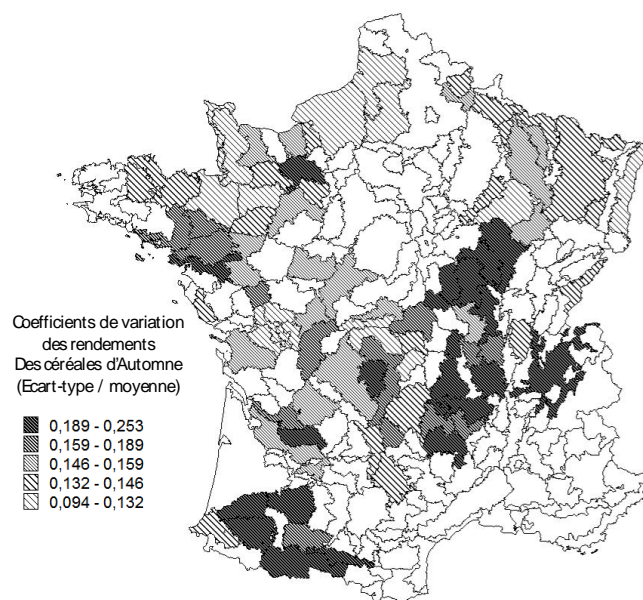 Coefficients de variation
des rendements
Des céréales d'Automne
(Ecart-type / moyenne)
0,189 - 0,253
0,159 - 0,189
0,146 - 0,159
0,132 - 0,146
0,094 - 0,132